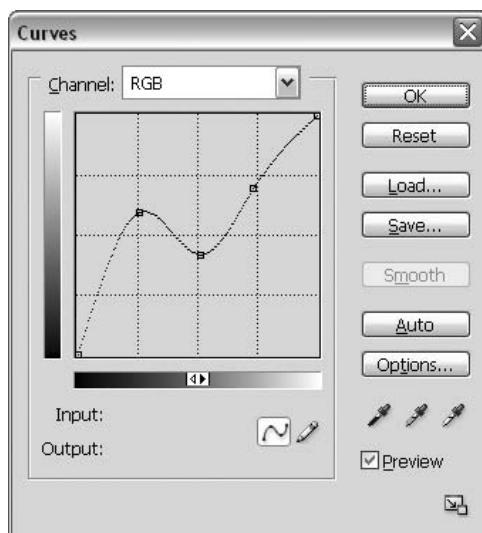 Curves
Channel: RGB
OK
Reset
Load...
Save...
Smooth
Auto
Options...
Input:
Output:
Preview